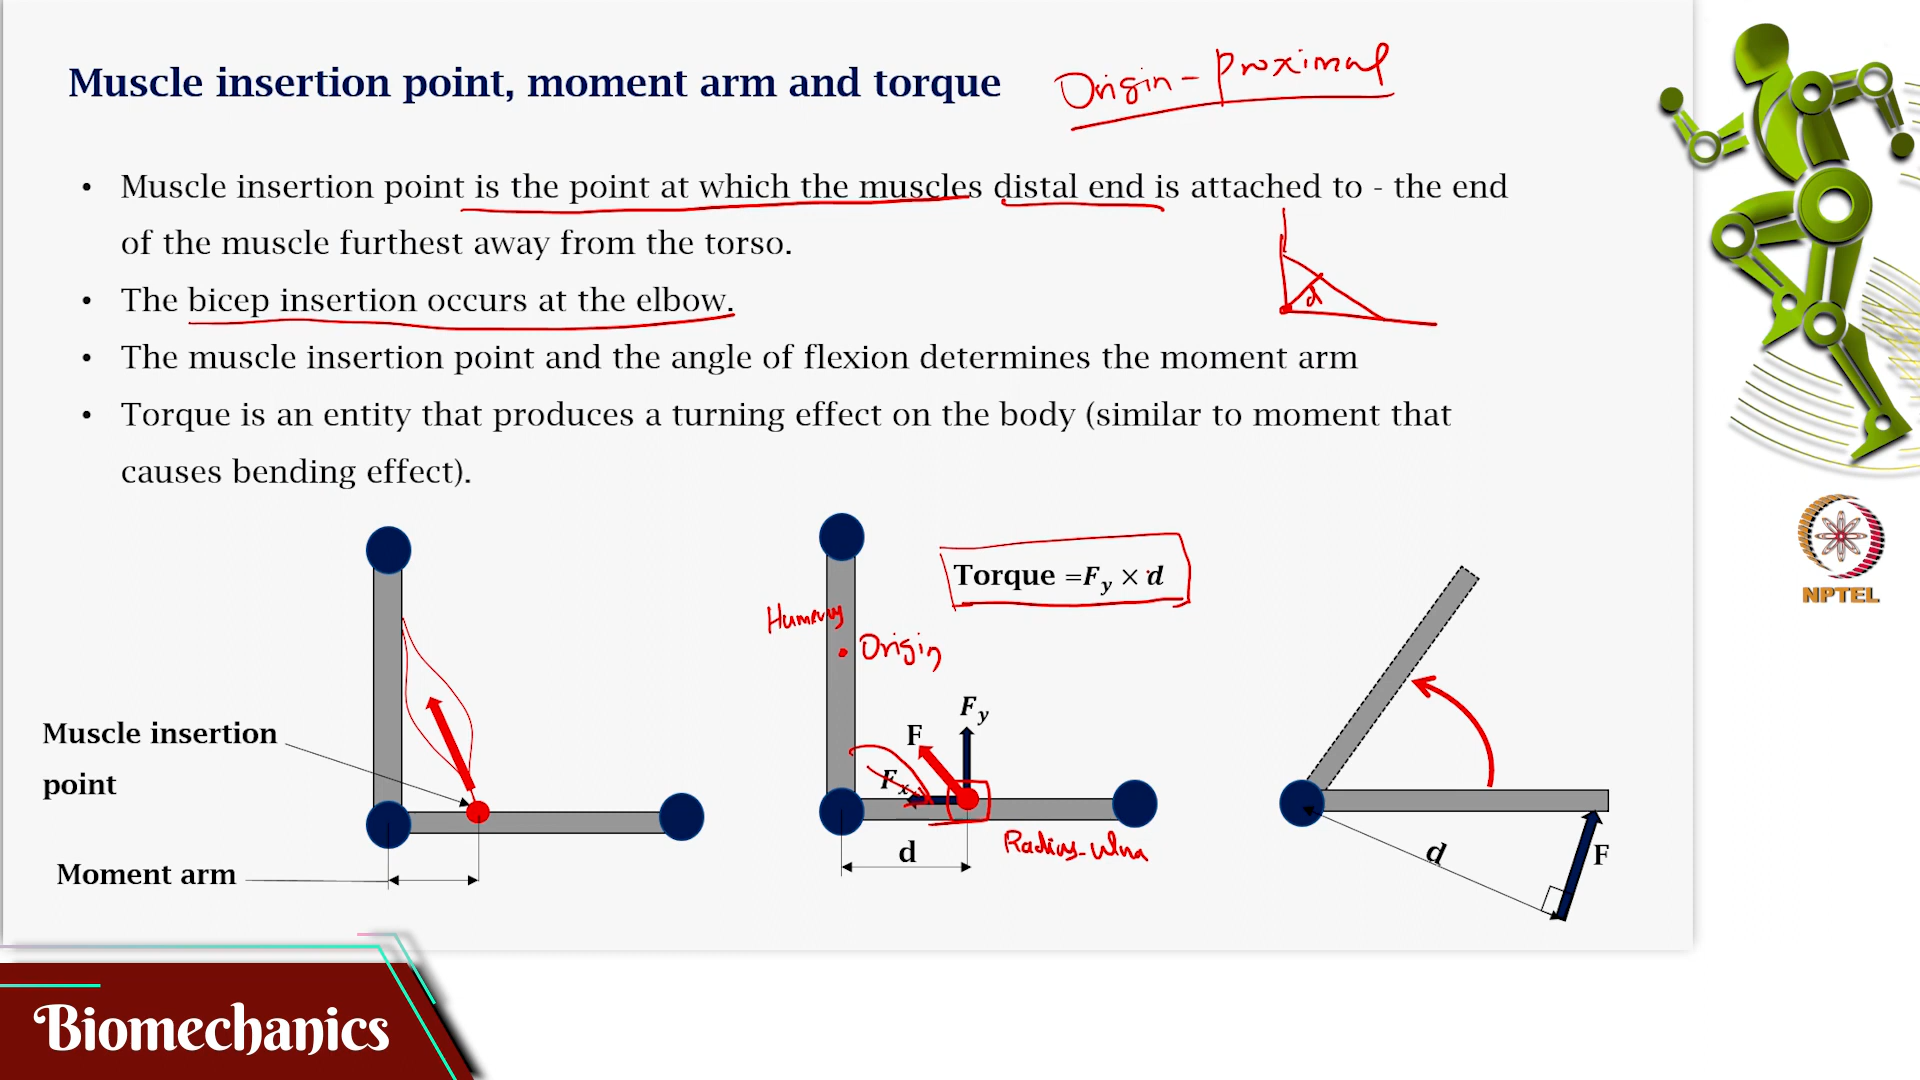 Muscle insertion point, moment arm and torque
Origin - Proximal
• Muscle insertion point is the point at which the muscles distal end is attached to - the end
of the muscle furthest away from the torso.
• The bicep insertion occurs at the elbow.
d
• The muscle insertion point and the angle of flexion determines the moment arm
• Torque is an entity that produces a turning effect on the body (similar to moment that
causes bending effect).
NPTEL
Torque =Fy × d
Humerus
Origin
Muscle insertion
point
Moment arm
Fy
F
Fx
d
Radius-ulna
d
F
Biomechanics